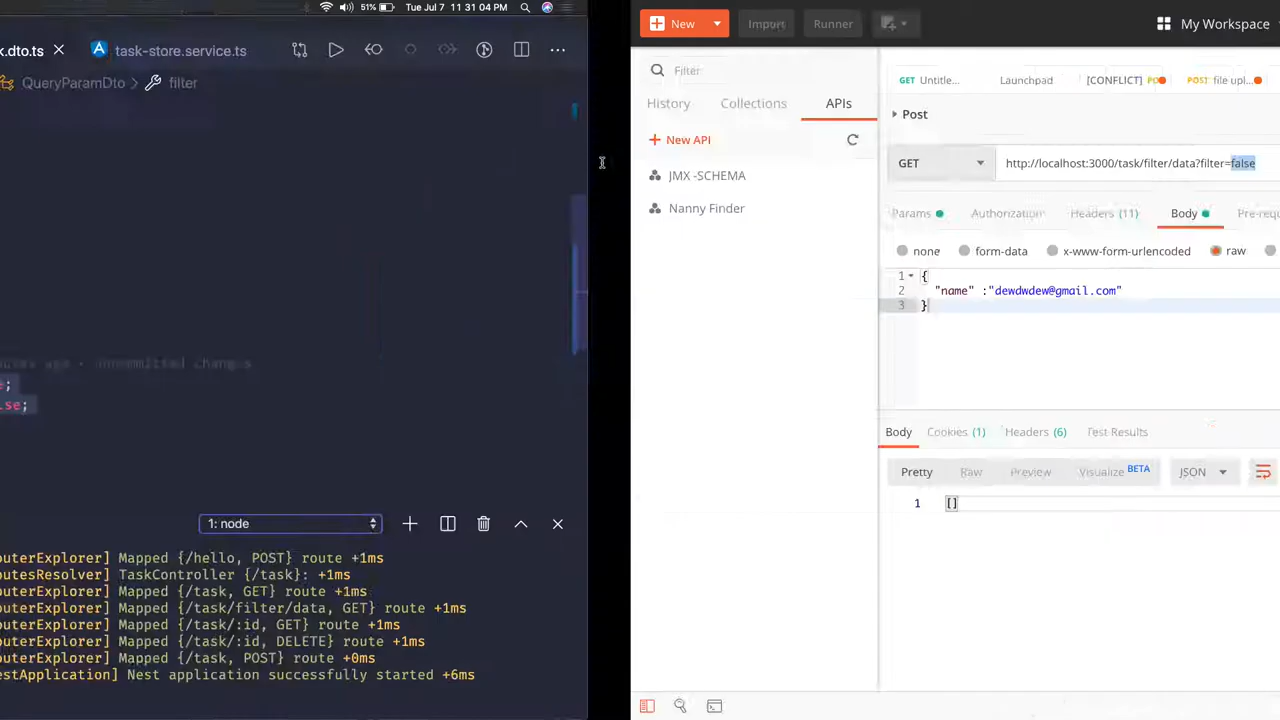 51% Tue Jul 7 11 31 04 PM
k.dto.ts task-store.service.ts
QueryParamDto filter
changes
lse;
1: node
outerExplorer] Mapped {/hello, POST} route +1ms
outesResolver] TaskController {/task}: +1ms
outerExplorer] Mapped {/task, GET} route +1ms
outerExplorer] Mapped {/task/filter/data, GET} route +1ms
outerExplorer] Mapped {/task/:id, GET} route +1ms
outerExplorer] Mapped {/task/:id, DELETE} route +1ms
outerExplorer] Mapped {/task, POST} route +0ms
estApplication] Nest application successfully started +6ms
New Import Runner My Workspace
Filter
History Collections APIs
New API
JMX -SCHEMA
Nanny Finder
GET Untitle... Launchpad [CONFLICT] PO POST file upl...
Post
GET http://localhost:3000/task/filter/data?filter=false
Params Authorization Headers (11) Body Pre-requ
none form-data x-www-form-urlencoded raw
1 {
2 "name" :"dewdwdew@gmail.com"
3 }
Body Cookies (1) Headers (6) Test Results
Pretty Raw Preview Visualize BETA JSON
1 []